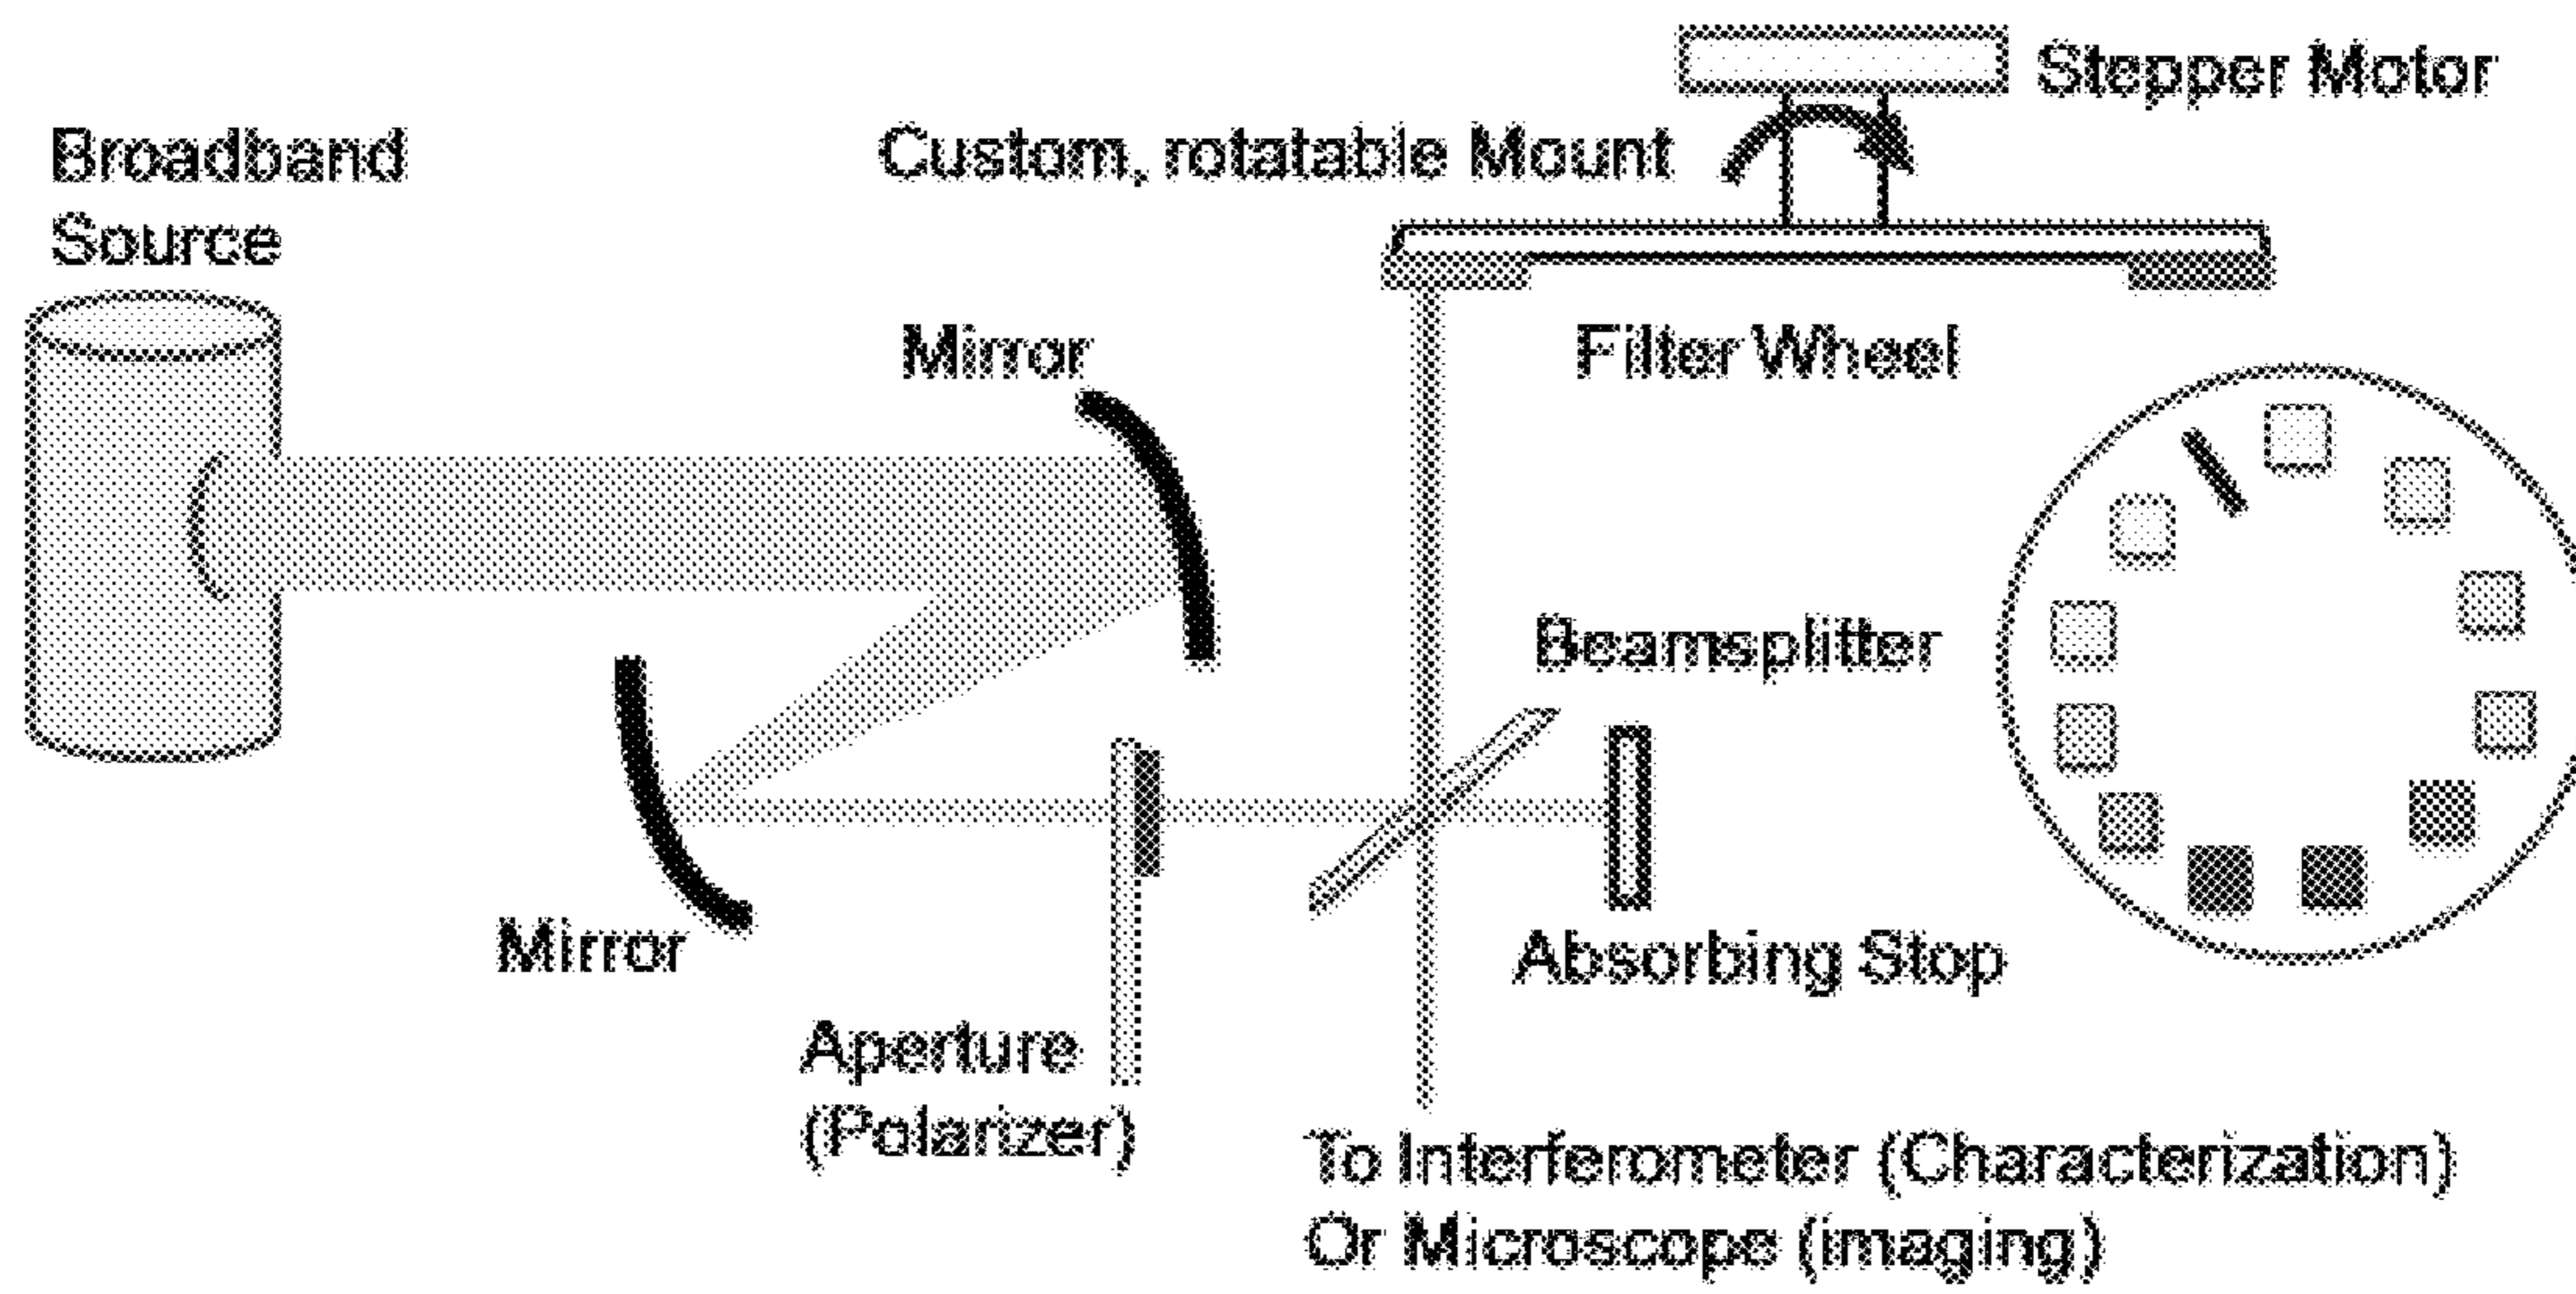 Stepper Motor
Custom, rotatable Mount
Broadband
Source
Mirror
Filter Wheel
Beamsplitter
Mirror
Absorbing Stop
Aperture
(Polarizer)
To Interferometer (Characterization)
Or Microscope (imaging)